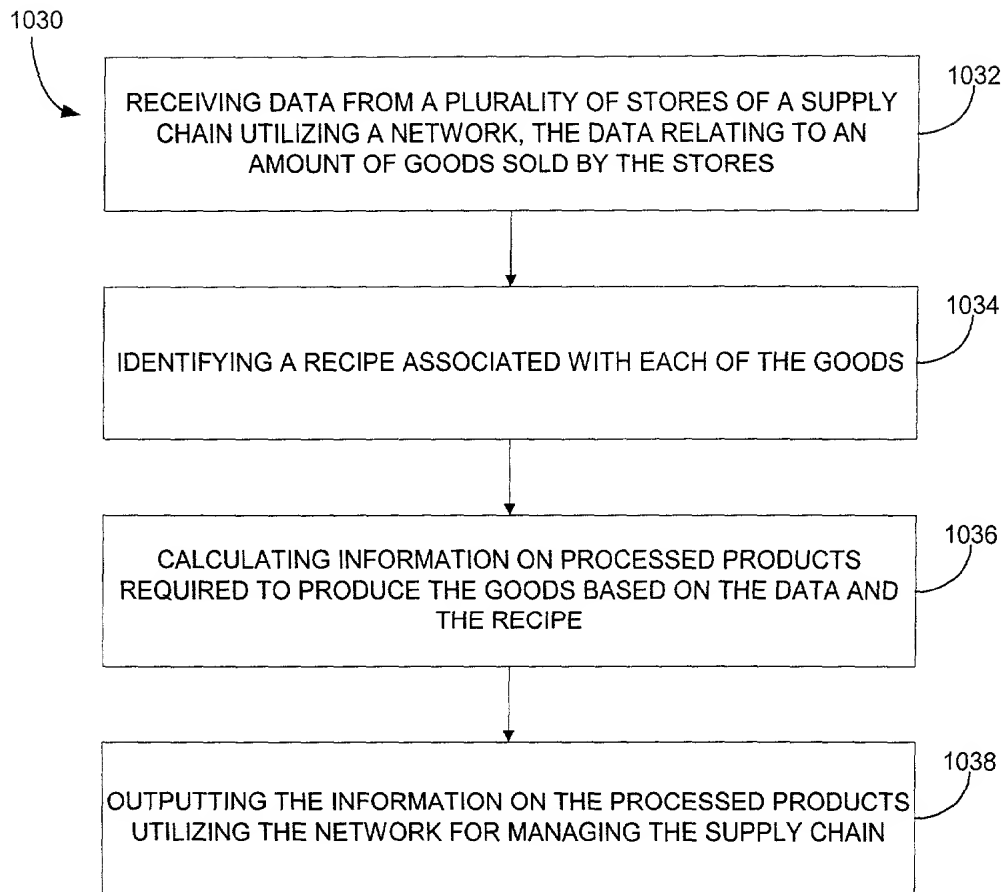 1030
1032
RECEIVING DATA FROM A PLURALITY OF STORES OF A SUPPLY
CHAIN UTILIZING A NETWORK, THE DATA RELATING TO AN
AMOUNT OF GOODS SOLD BY THE STORES
1034
IDENTIFYING A RECIPE ASSOCIATED WITH EACH OF THE GOODS
1036
CALCULATING INFORMATION ON PROCESSED PRODUCTS
REQUIRED TO PRODUCE THE GOODS BASED ON THE DATA AND
THE RECIPE
1038
OUTPUTTING THE INFORMATION ON THE PROCESSED PRODUCTS
UTILIZING THE NETWORK FOR MANAGING THE SUPPLY CHAIN